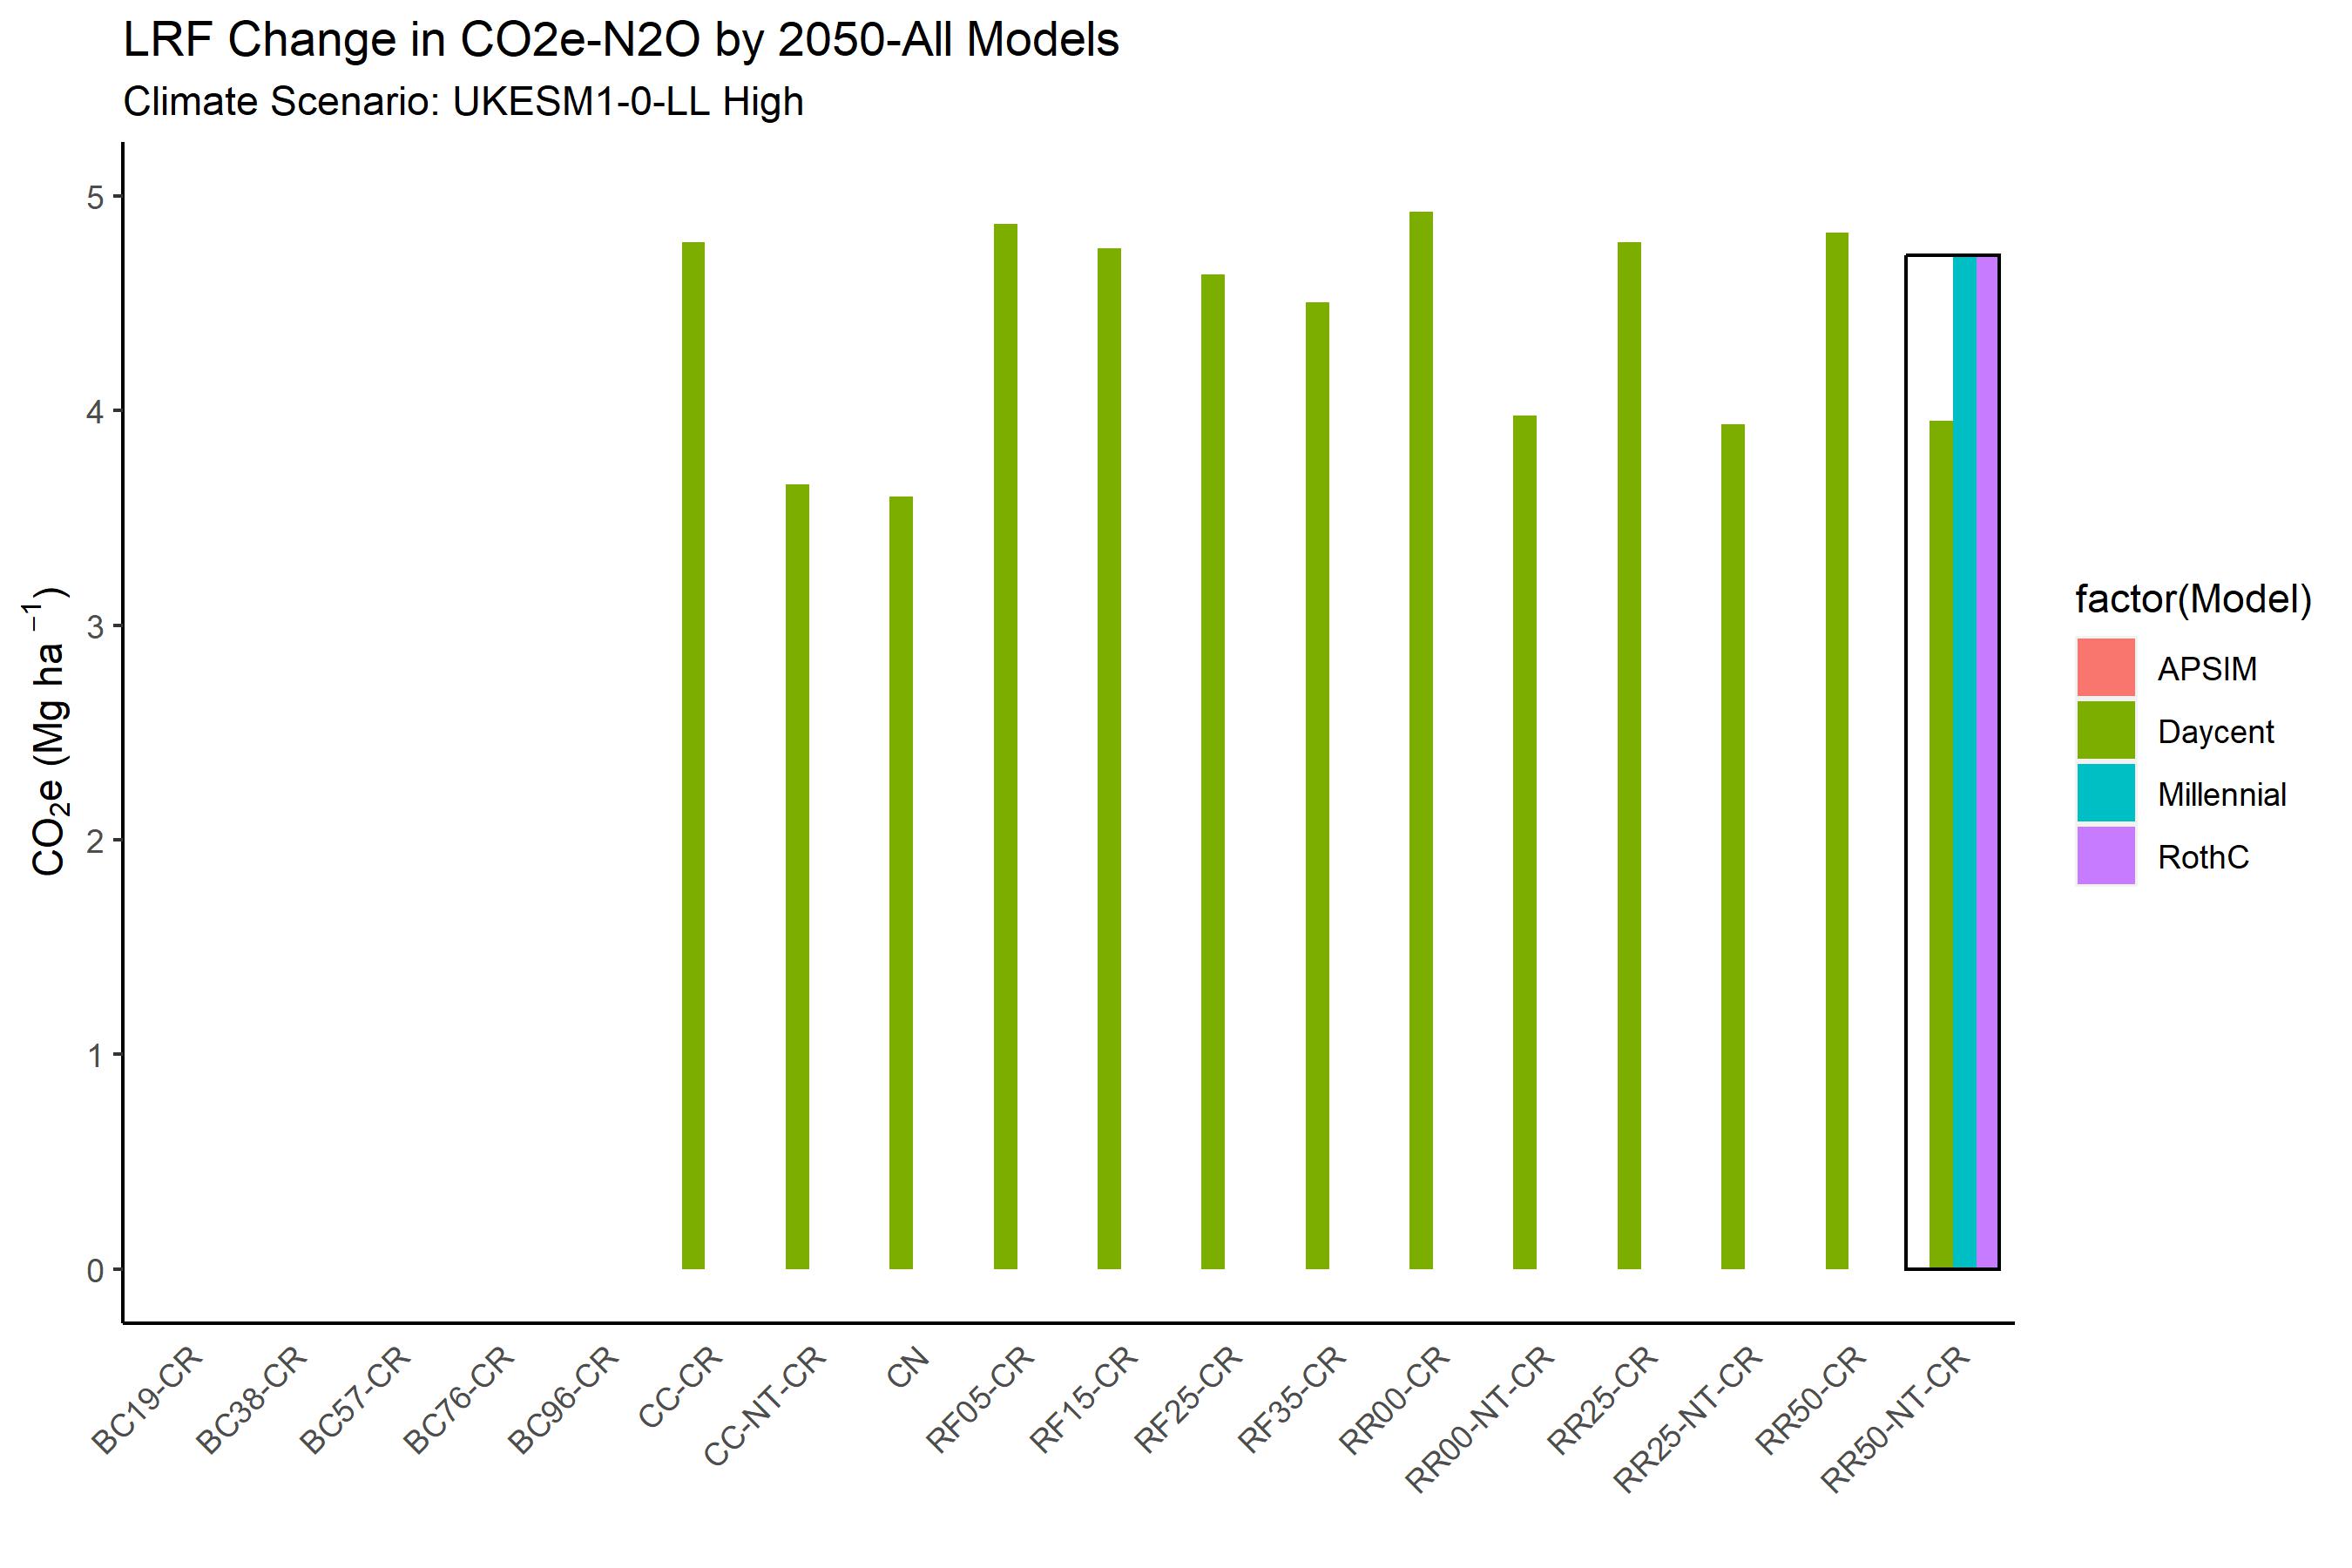 LRF Change in CO2e-N2O by 2050-All Models
Climate Scenario: UKESM1-0-LL High
CO₂e (Mg ha ⁻¹)
5
4
3
2
1
0
BC19-CR
BC38-CR
BC57-CR
BC76-CR
BC96-CR
CC-CR
CC-NT-CR
CN
RF05-CR
RF15-CR
RF25-CR
RF35-CR
RR00-CR
RR00-NT-CR
RR25-CR
RR25-NT-CR
RR50-CR
RR50-NT-CR
factor(Model)
APSIM
Daycent
Millennial
RothC